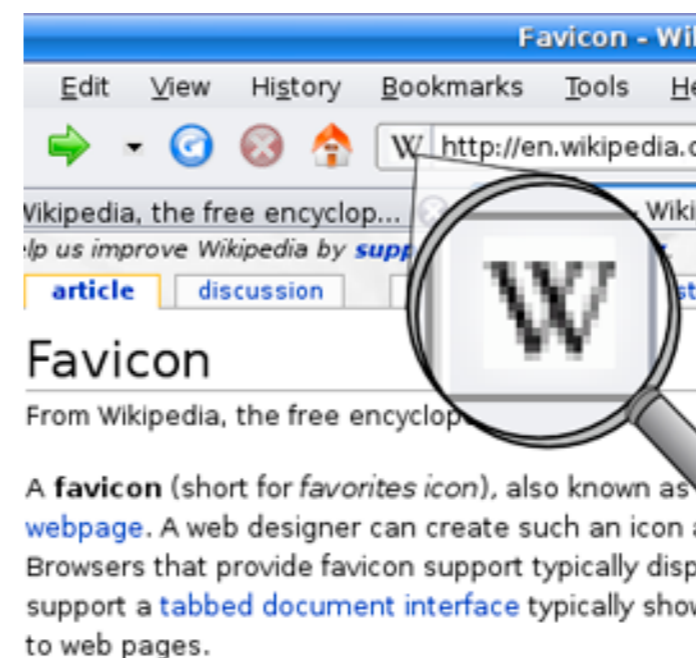 Favicon - Wil
Edit View History Bookmarks Tools He
W http://en.wikipedia.o
Wikipedia, the free encyclop... - Wiki
lp us improve Wikipedia by supp
article discussion st
W
Favicon
From Wikipedia, the free encyclop
A favicon (short for favorites icon), also known as
webpage. A web designer can create such an icon a
Browsers that provide favicon support typically disp
support a tabbed document interface typically show
to web pages.